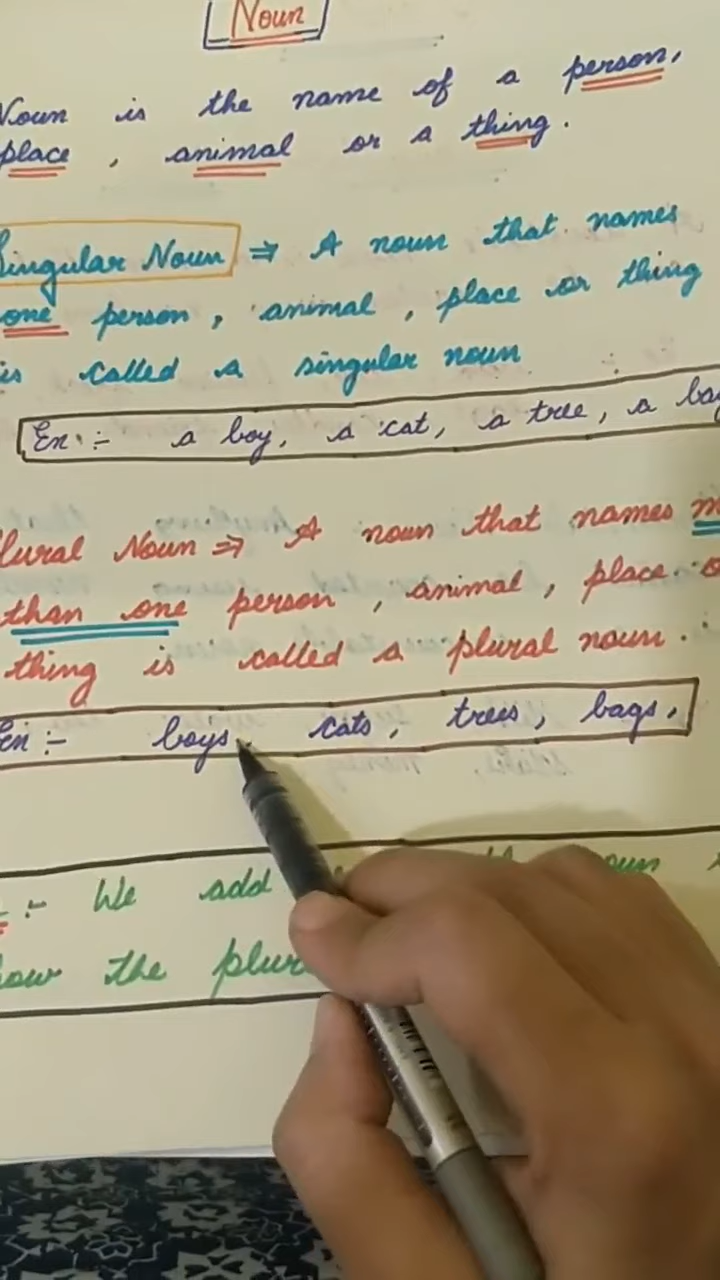 Noun
Noun is the name of a person,
place, animal or a thing.
Singular Noun ⇒ A noun that names
one person, animal, place or thing
is called a singular noun
Ex :- a boy, a cat, a tree, a
Plural Noun ⇒ A noun that names
than one person, animal, place
thing is called a plural noun.
Ex :- boys cats, trees, bags,
:- We add noun
the